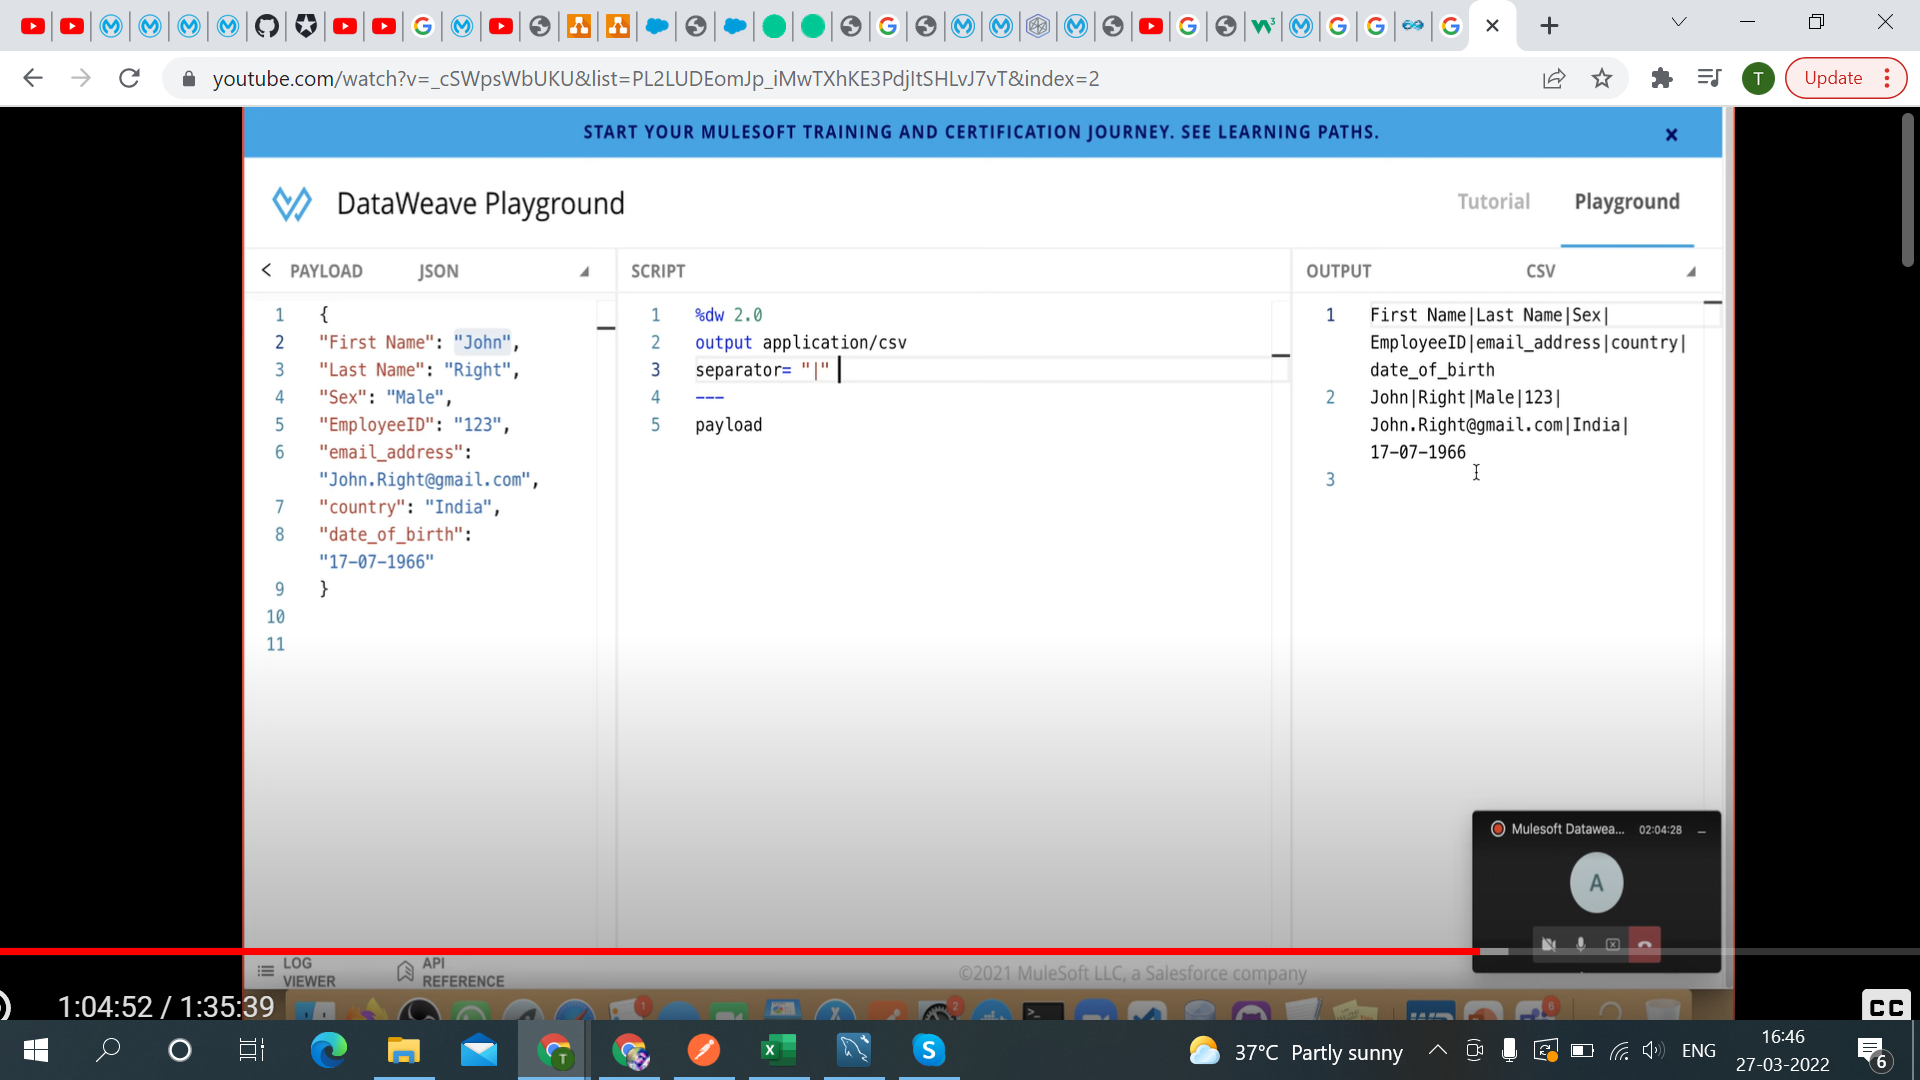 youtube.com/watch?v=_cSWpsWbUKU&list=PL2LUDEomJp_iMwTXhKE3PdjItSHLvJ7vT&index=2
T
Update
START YOUR MULESOFT TRAINING AND CERTIFICATION JOURNEY. SEE LEARNING PATHS.
DataWeave Playground
Tutorial
Playground
PAYLOAD
JSON
1 {
2 "First Name": "John",
3 "Last Name": "Right",
4 "Sex": "Male",
5 "EmployeeID": "123",
6 "email_address":
"John.Right@gmail.com",
7 "country": "India",
8 "date_of_birth":
"17-07-1966"
9 }
10
11
SCRIPT
1 %dw 2.0
2 output application/csv
3 separator= "|"
4 ---
5 payload
OUTPUT
CSV
1 First Name|Last Name|Sex|
EmployeeID|email_address|country|
date_of_birth
2 John|Right|Male|123|
John.Right@gmail.com|India|
17-07-1966
3
Mulesoft Datawea... 02:04:28
A
LOG
VIEWER
API
REFERENCE
©2021 MuleSoft LLC, a Salesforce company
1:04:52 / 1:35:39
CC
37°C Partly sunny
ENG
16:46
27-03-2022
6